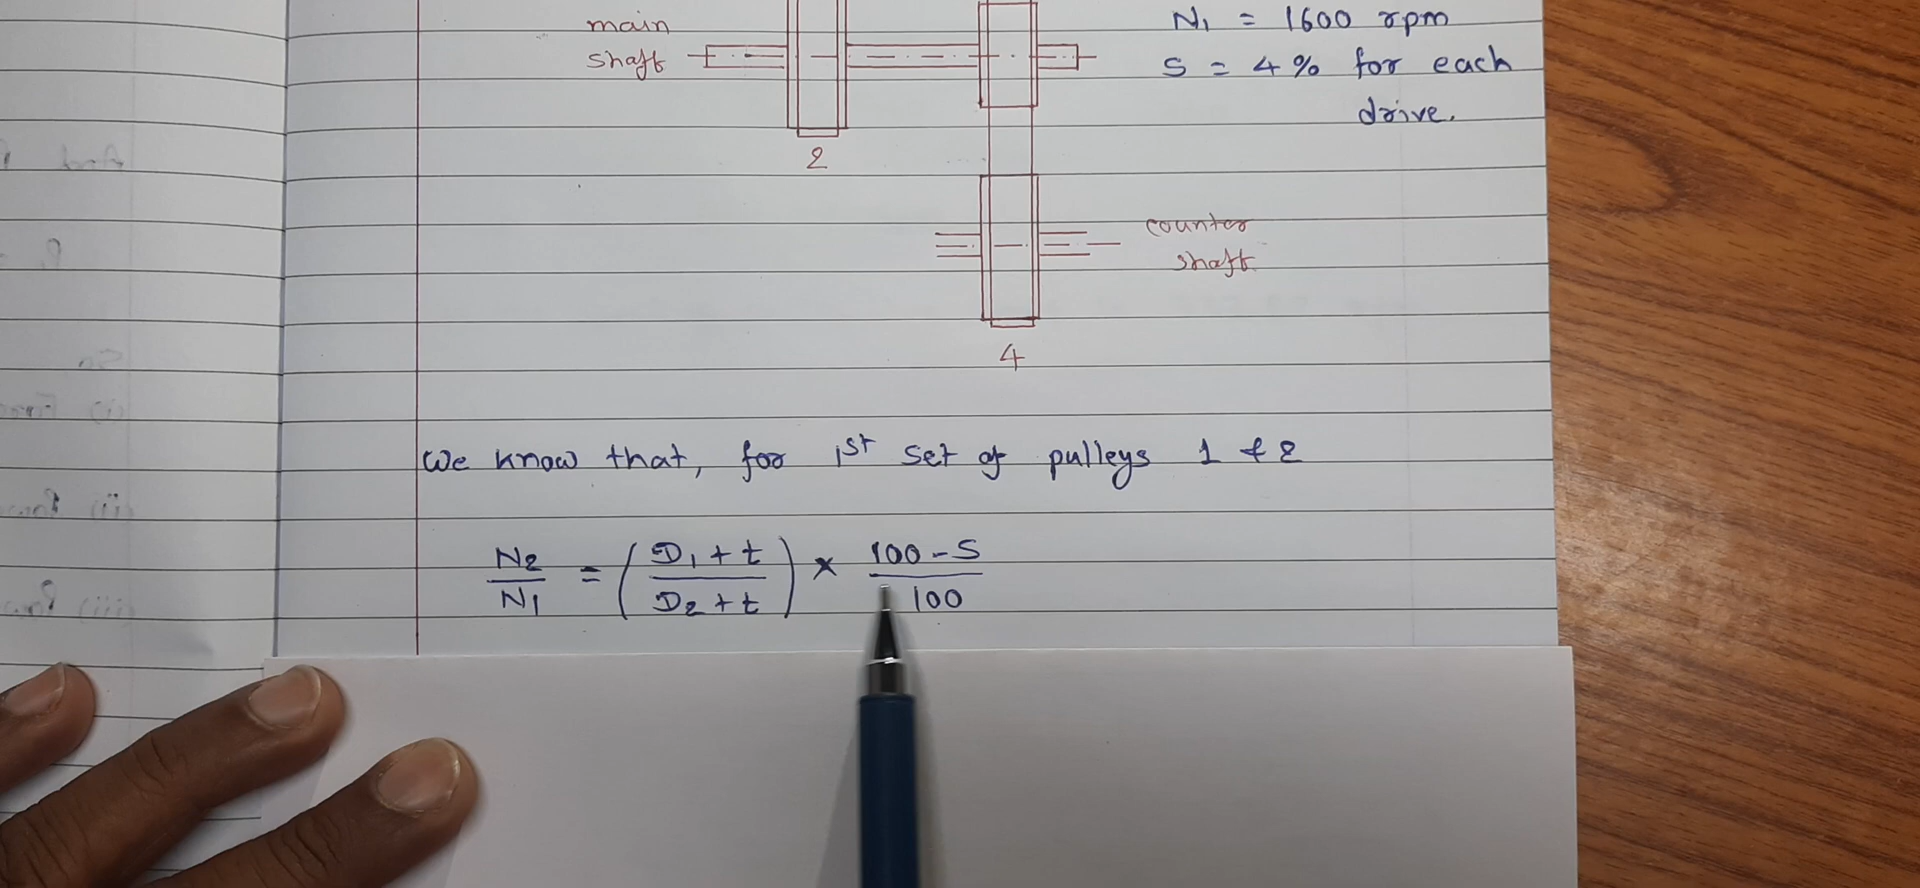 main
shaft
N1 = 1600 rpm
S = 4% for each
drive.
2
counter
shaft
4
We know that, for 1st set of pulleys 1 & 2
N2/N1 = (D1 + t / D2 + t) × 100 - S / 100